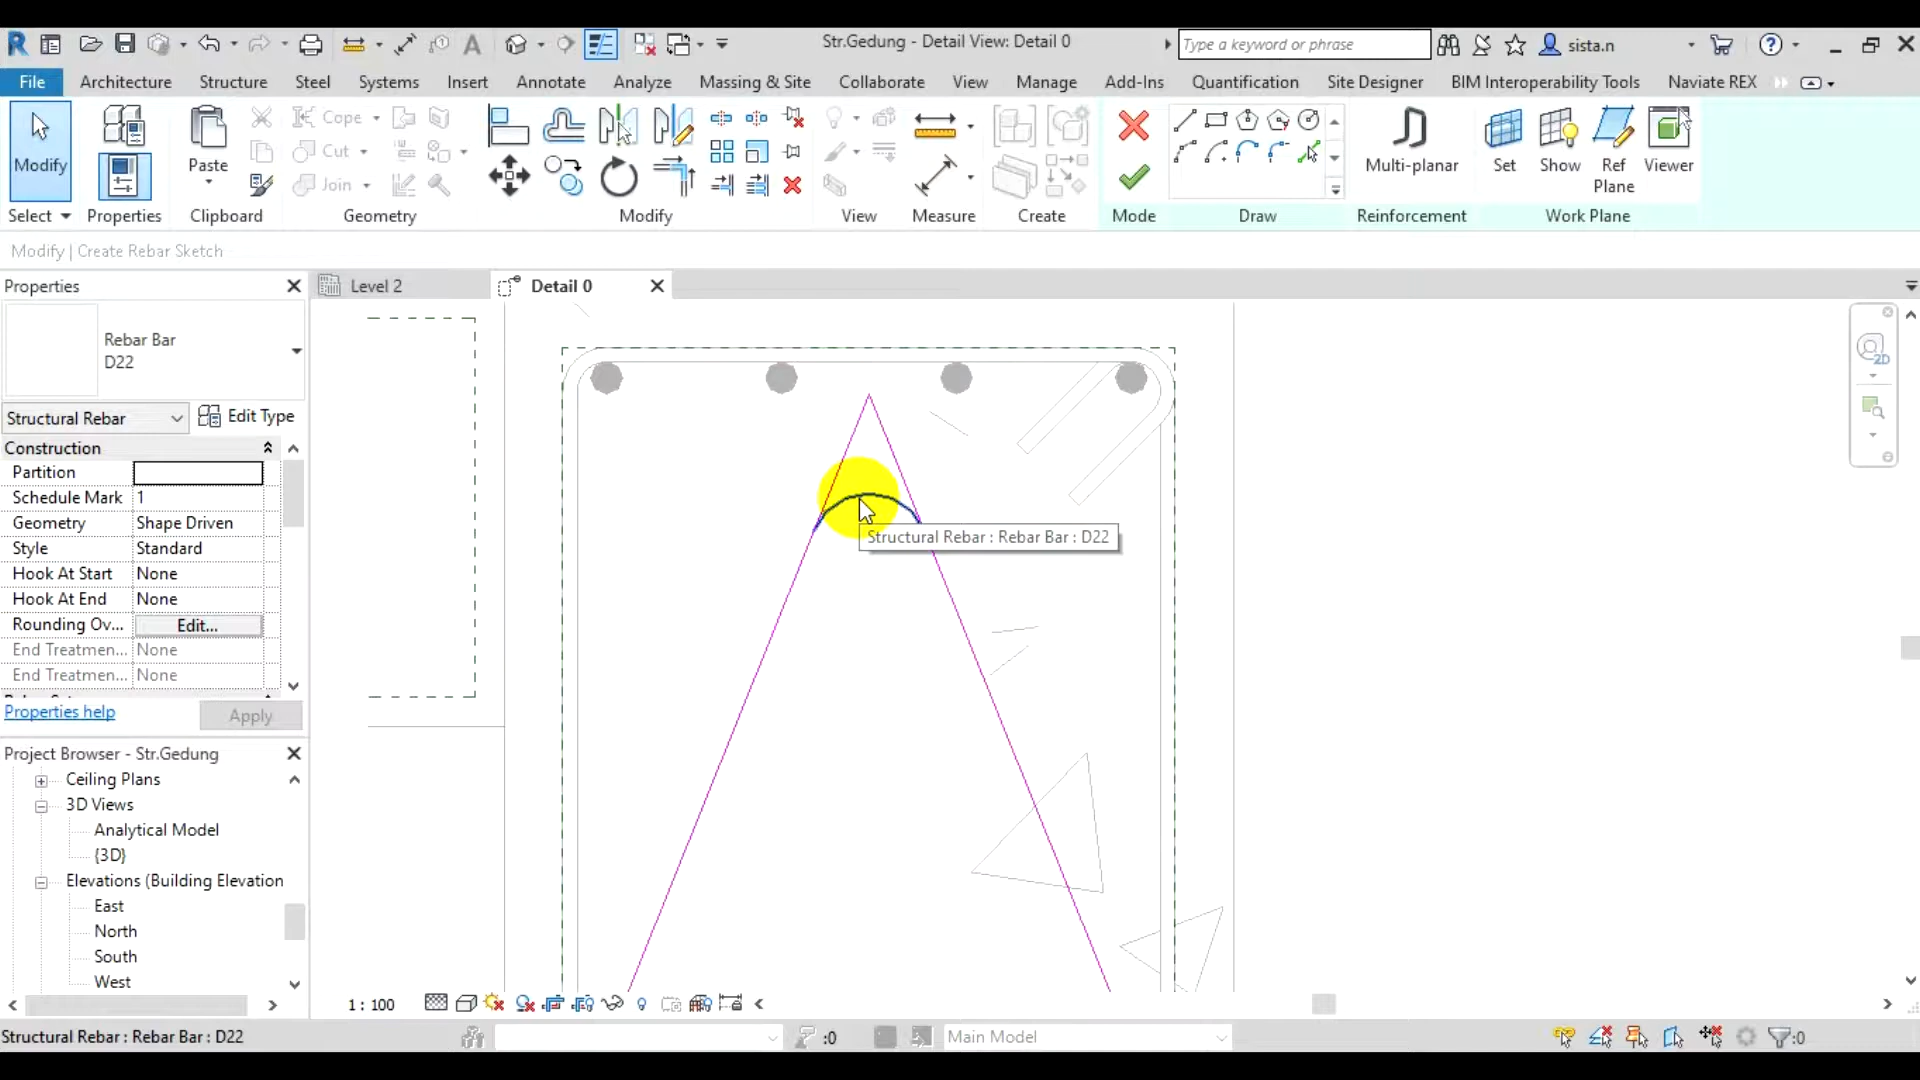 Str.Gedung - Detail View: Detail 0
Type a keyword or phrase
sista.n
File
Architecture
Structure
Steel
Systems
Insert
Annotate
Analyze
Massing & Site
Collaborate
View
Manage
Add-Ins
Quantification
Site Designer
BIM Interoperability Tools
Naviate REX
Modify
Paste
Cope
Cut
Join
Multi-planar
Set
Show
Ref
Plane
Viewer
Select
Properties
Clipboard
Geometry
Modify
View
Measure
Create
Mode
Draw
Reinforcement
Work Plane
Modify | Create Rebar Sketch
Properties
Level 2
Detail 0
Rebar Bar
D22
Structural Rebar
Edit Type
Construction
Partition
Schedule Mark 1
Geometry Shape Driven
Style Standard
Hook At Start None
Hook At End None
Rounding Ov... Edit...
End Treatmen... None
End Treatmen... None
Properties help
Apply
Project Browser - Str.Gedung
Ceiling Plans
3D Views
Analytical Model
{3D}
Elevations (Building Elevation
East
North
South
West
Structural Rebar : Rebar Bar : D22
2D
1 : 100
Structural Rebar : Rebar Bar : D22
:0
Main Model
:0